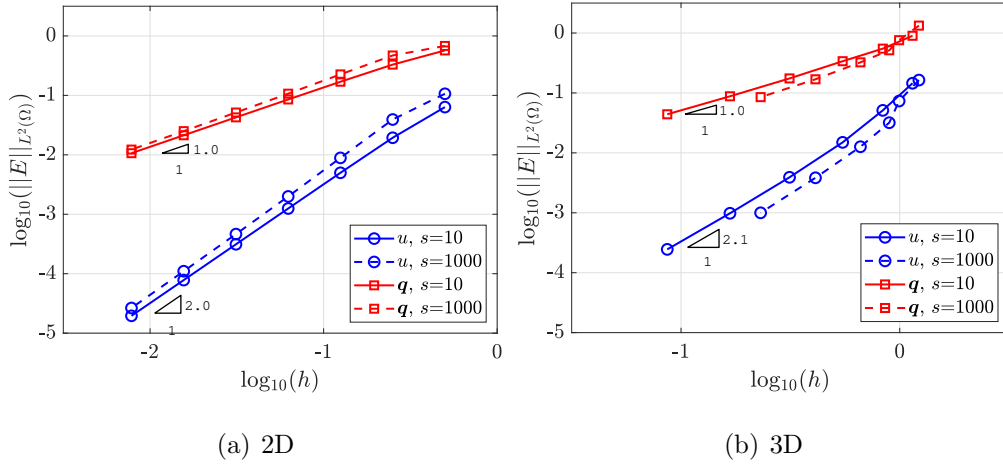 0
-1
-2
-3
-4
-5
-2
-1
0
log₁₀(||E||_{L²(Ω)})
log₁₀(h)
1.0
1
2.0
1
u, s=10
u, s=1000
q, s=10
q, s=1000
(a) 2D
0
-1
-2
-3
-4
-5
-1
0
log₁₀(||E||_{L²(Ω)})
log₁₀(h)
1.0
1
2.1
1
u, s=10
u, s=1000
q, s=10
q, s=1000
(b) 3D